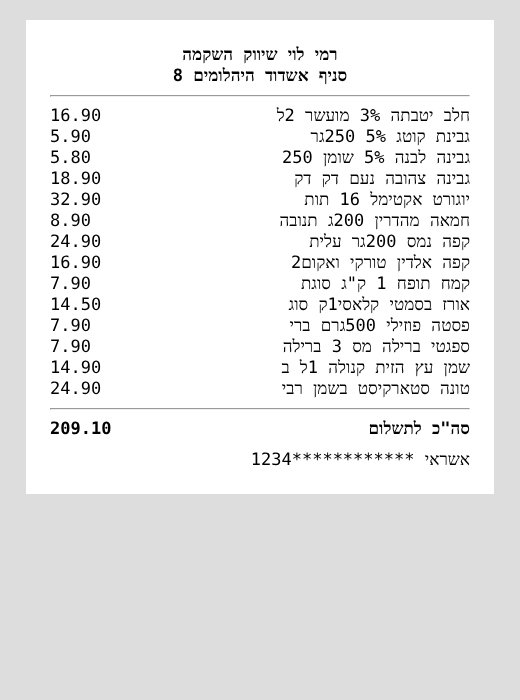 רמי לוי שיווק השקמה
סניף אשדוד היהלומים 8
חלב יטבתה 3% מועשר 2ל 16.90
גבינת קוטג 5% 250גר 5.90
גבינה לבנה 5% שומן 250 5.80
גבינה צהובה נעם דק דק 18.90
יוגורט אקטימל 16 תות 32.90
חמאה מהדרין 200ג תנובה 8.90
קפה נמס 200גר עלית 24.90
קפה אלדין טורקי ואקום2 16.90
קמח תופח 1 ק"ג סוגת 7.90
אורז בסמטי קלאסי1ק סוג 14.50
פסטה פוזילי 500גרם ברי 7.90
ספגטי ברילה מס 3 ברילה 7.90
שמן עץ הזית קנולה 1ל ב 14.90
טונה סטארקיסט בשמן רבי 24.90
סה"כ לתשלום 209.10
אשראי ************1234